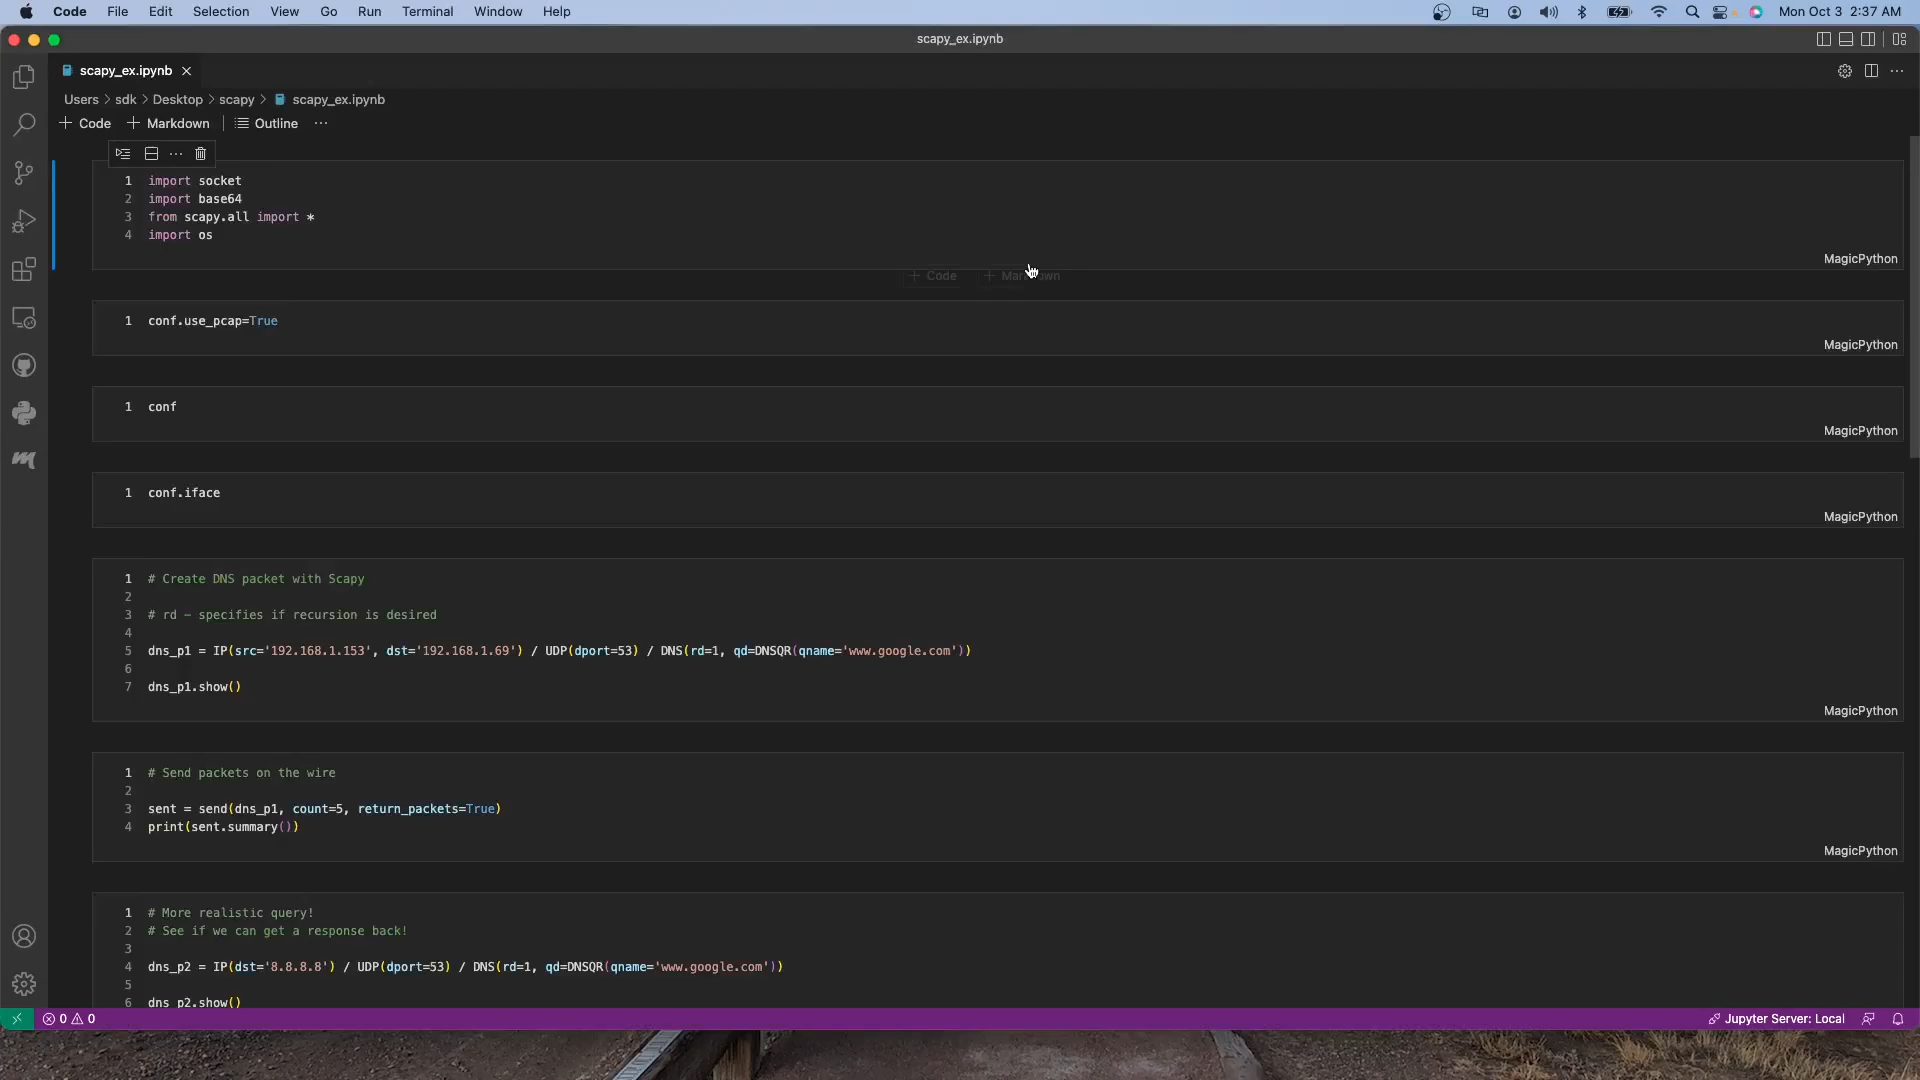 Code File Edit Selection View Go Run Terminal Window Help Mon Oct 3 2:37 AM
scapy_ex.ipynb
scapy_ex.ipynb
Users > sdk > Desktop > scapy > scapy_ex.ipynb
+ Code + Markdown Outline ...
1 import socket
2 import base64
3 from scapy.all import *
4 import os
MagicPython
+ Code + Markdown
1 conf.use_pcap=True
MagicPython
1 conf
MagicPython
1 conf.iface
MagicPython
1 # Create DNS packet with Scapy
2
3 # rd – specifies if recursion is desired
4
5 dns_p1 = IP(src='192.168.1.153', dst='192.168.1.69') / UDP(dport=53) / DNS(rd=1, qd=DNSQR(qname='www.google.com'))
6
7 dns_p1.show()
MagicPython
1 # Send packets on the wire
2
3 sent = send(dns_p1, count=5, return_packets=True)
4 print(sent.summary())
MagicPython
1 # More realistic query!
2 # See if we can get a response back!
3
4 dns_p2 = IP(dst='8.8.8.8') / UDP(dport=53) / DNS(rd=1, qd=DNSQR(qname='www.google.com'))
5
6 dns_p2.show()
0 0 Jupyter Server: Local